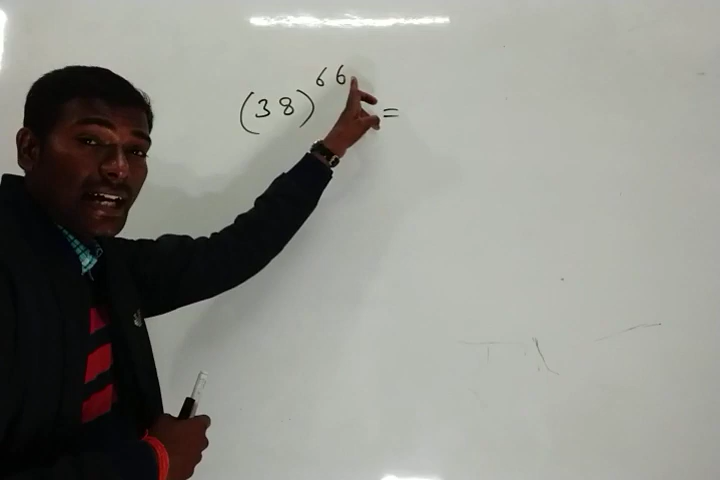 (38)⁶⁶ =